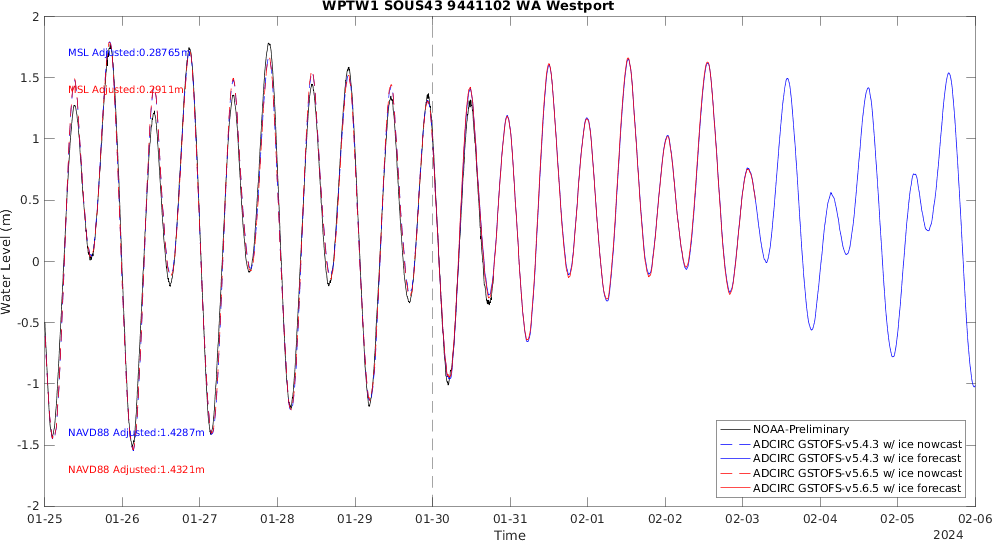 WPTW1 SOUS43 9441102 WA Westport
2
1.5
1
0.5
0
-0.5
-1
-1.5
-2
Water Level (m)
MSL Adjusted:0.28765m
MSL Adjusted:0.2911m
NAVD88 Adjusted:1.4287m
NAVD88 Adjusted:1.4321m
NOAA-Preliminary
ADCIRC GSTOFS-v5.4.3 w/ ice nowcast
ADCIRC GSTOFS-v5.4.3 w/ ice forecast
ADCIRC GSTOFS-v5.6.5 w/ ice nowcast
ADCIRC GSTOFS-v5.6.5 w/ ice forecast
01-25 01-26 01-27 01-28 01-29 01-30 01-31 02-01 02-02 02-03 02-04 02-05 02-06
Time
2024